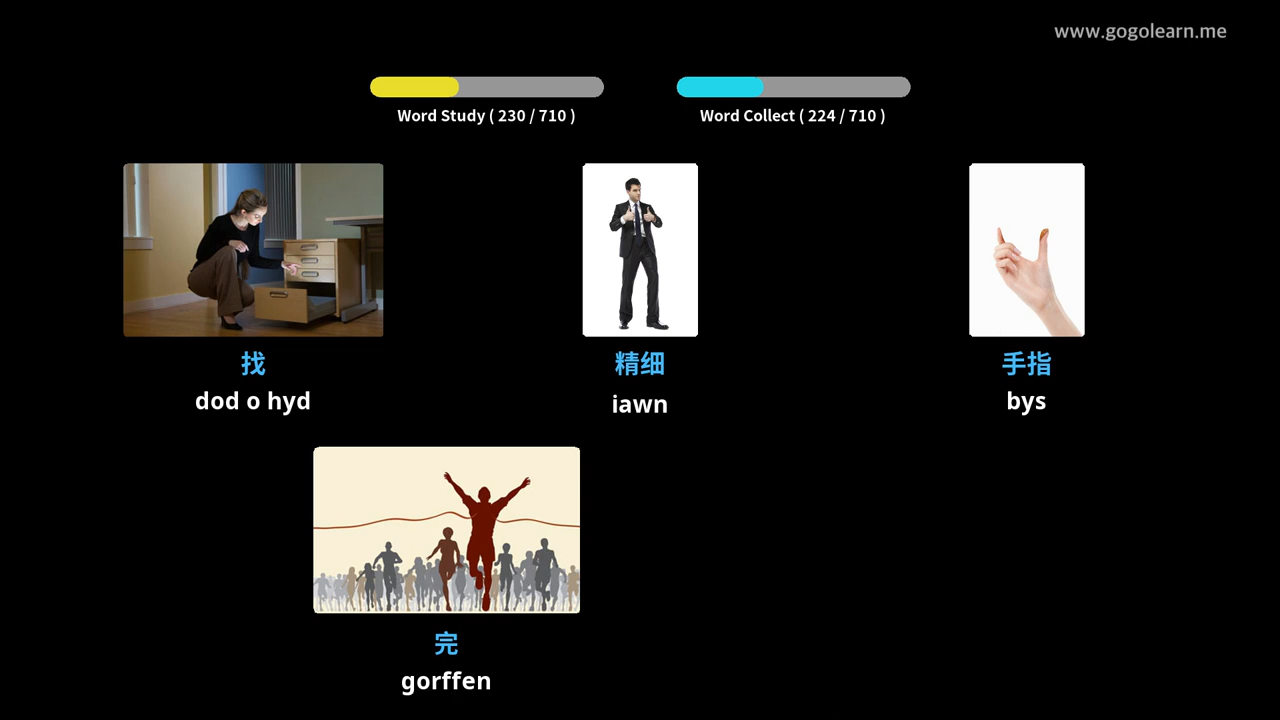 www.gogolearn.me
Word Study ( 230 / 710 )
Word Collect ( 224 / 710 )
找
dod o hyd
精细
iawn
手指
bys
完
gorffen